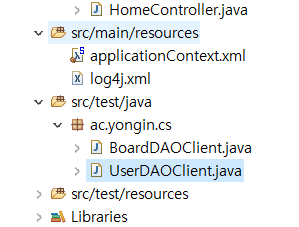 HomeController.java
src/main/resources
applicationContext.xml
log4j.xml
src/test/java
ac.yongin.cs
BoardDAOClient.java
UserDAOClient.java
src/test/resources
Libraries